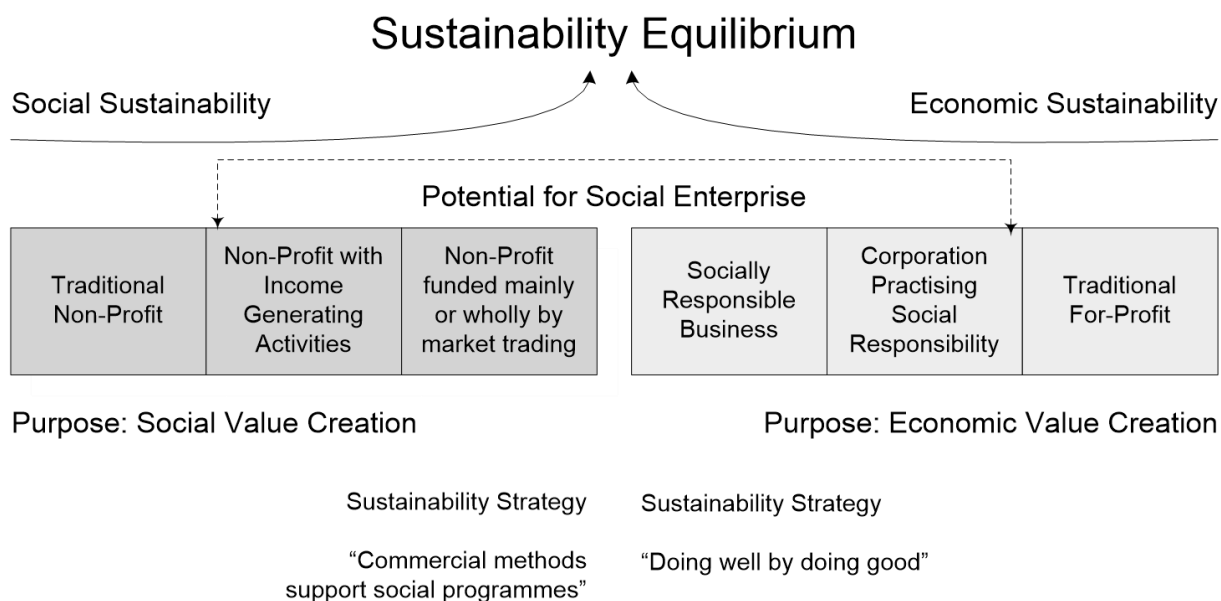 Sustainability Equilibrium
Social Sustainability
Economic Sustainability
Potential for Social Enterprise
Traditional
Non-Profit
Non-Profit with
Income
Generating
Activities
Non-Profit
funded mainly
or wholly by
market trading
Socially
Responsible
Business
Corporation
Practising
Social
Responsibility
Traditional
For-Profit
Purpose: Social Value Creation
Purpose: Economic Value Creation
Sustainability Strategy
“Commercial methods
support social programmes”
Sustainability Strategy
“Doing well by doing good”